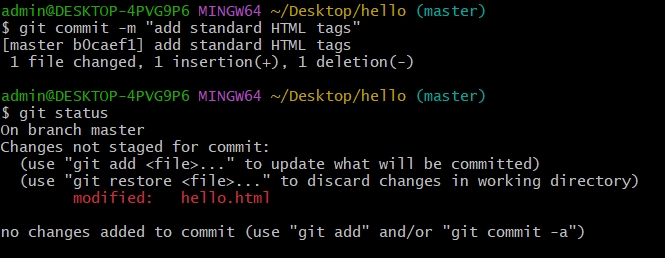 admin@DESKTOP-4PVG9P6 MINGW64 ~/Desktop/hello (master)
$ git commit -m "add standard HTML tags"
[master b0caef1] add standard HTML tags
 1 file changed, 1 insertion(+), 1 deletion(-)

admin@DESKTOP-4PVG9P6 MINGW64 ~/Desktop/hello (master)
$ git status
On branch master
Changes not staged for commit:
  (use "git add <file>..." to update what will be committed)
  (use "git restore <file>..." to discard changes in working directory)
        modified:   hello.html

no changes added to commit (use "git add" and/or "git commit -a")